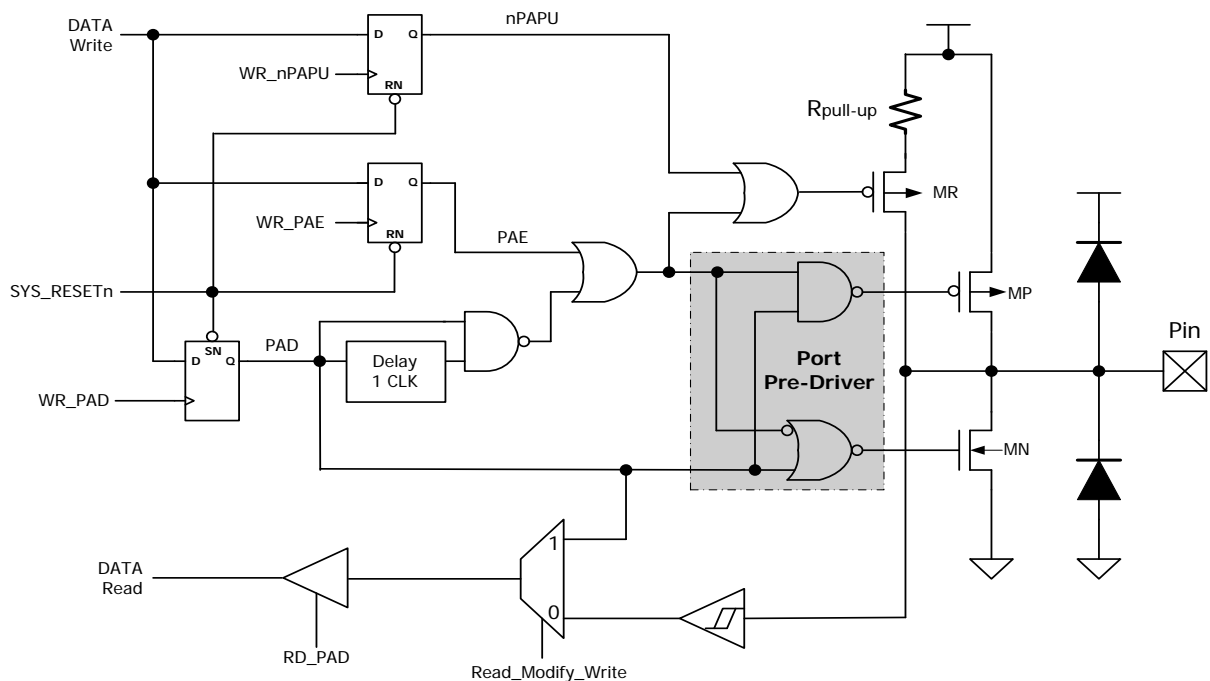 nPAPU
DATA
Write
D
Q
WR_nPAPU
RN
Rpull-up
D
Q
MR
WR_PAE
RN
PAE
SYS_RESETn
MP
SN
D
Q
PAD
Delay
1 CLK
Port
Pre-Driver
Pin
WR_PAD
MN
1
DATA
Read
0
RD_PAD
Read_Modify_Write